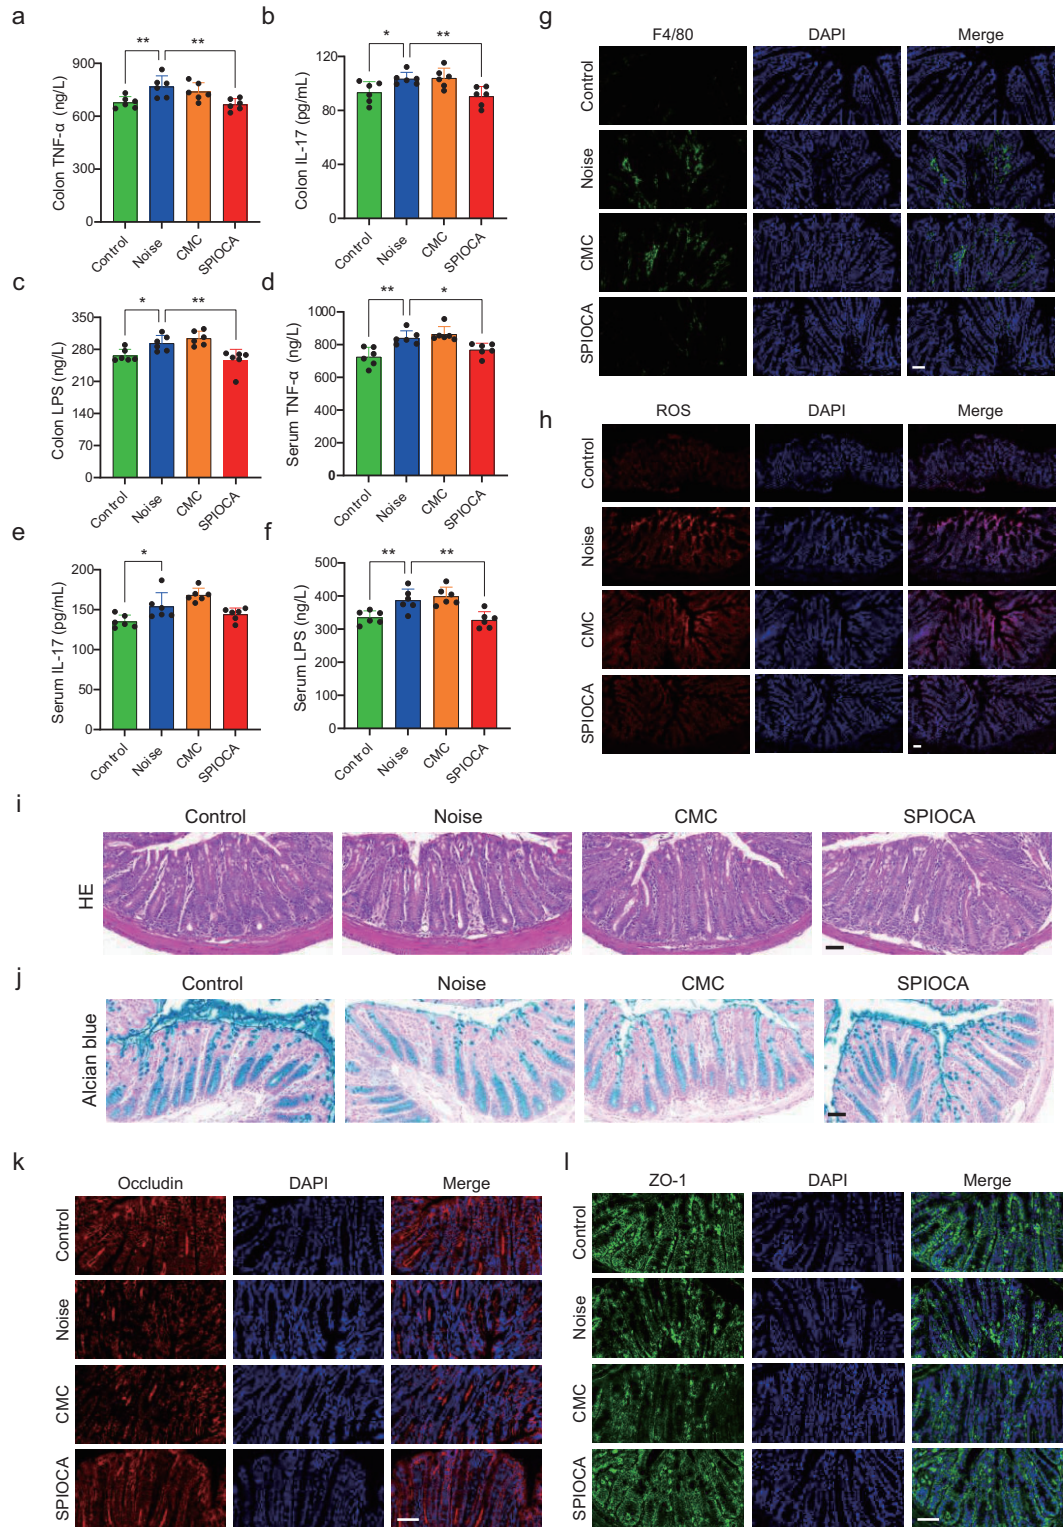 a
Colon TNF-α (ng/L)
900
600
300
0
**
**
Control
Noise
CMC
SPIOCA
b
Colon IL-17 (pg/mL)
120
80
40
0
*
**
Control
Noise
CMC
SPIOCA
c
Colon LPS (ng/L)
350
280
210
140
70
0
*
**
Control
Noise
CMC
SPIOCA
d
Serum TNF-α (ng/L)
1000
800
600
400
200
0
**
*
Control
Noise
CMC
SPIOCA
e
Serum IL-17 (pg/mL)
200
150
100
50
0
*
Control
Noise
CMC
SPIOCA
f
Serum LPS (ng/L)
500
400
300
200
100
0
**
**
Control
Noise
CMC
SPIOCA
g
F4/80 DAPI Merge
Control
Noise
CMC
SPIOCA
h
ROS DAPI Merge
Control
Noise
CMC
SPIOCA
i
Control Noise CMC SPIOCA
HE
j
Control Noise CMC SPIOCA
Alcian blue
k
Occludin DAPI Merge
Control
Noise
CMC
SPIOCA
l
ZO-1 DAPI Merge
Control
Noise
CMC
SPIOCA